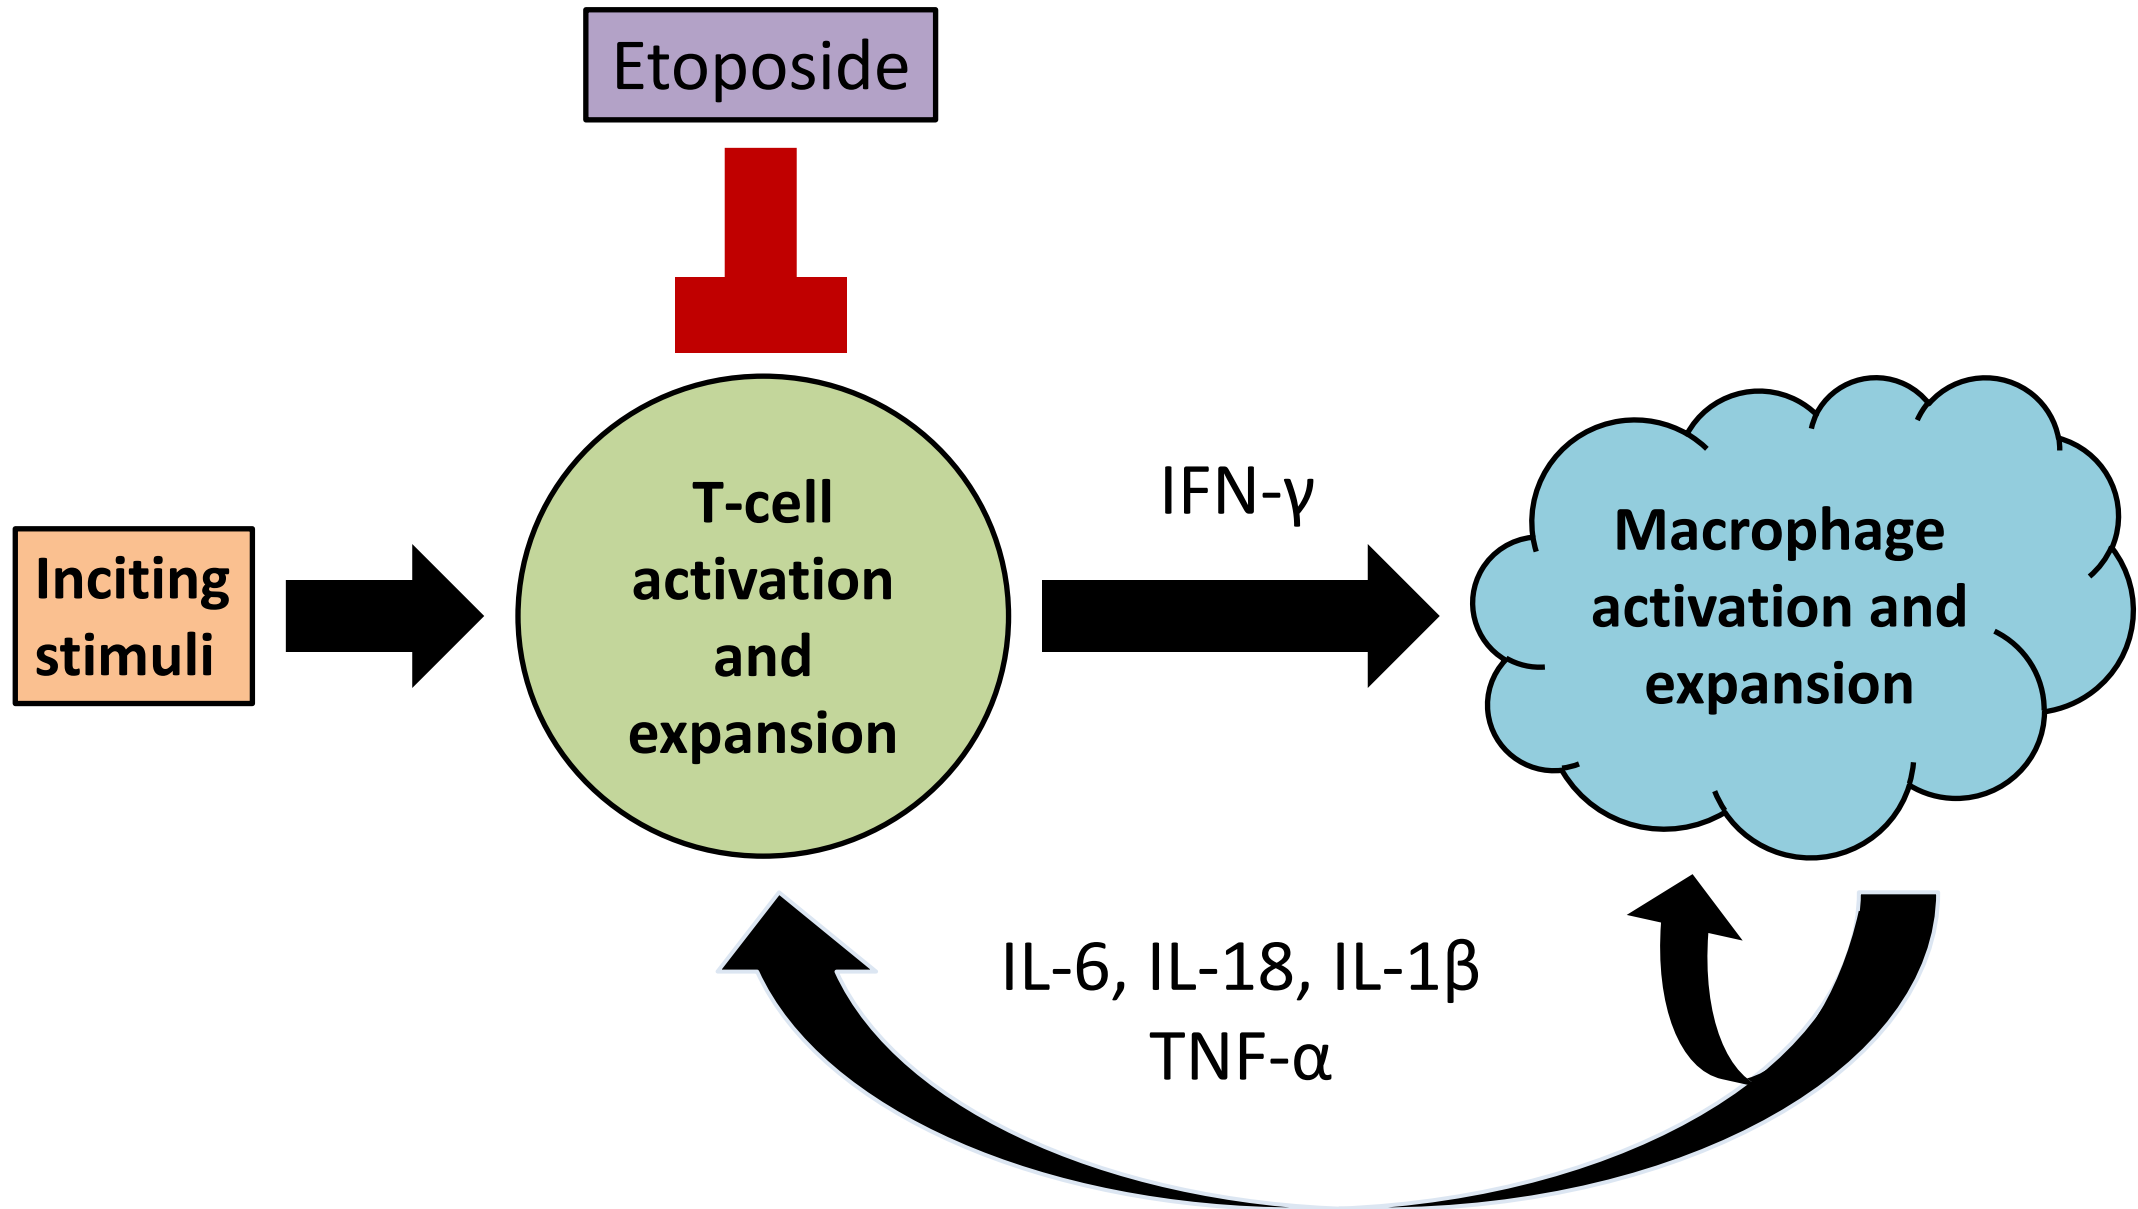 Etoposide
Inciting
stimuli
T-cell
activation
and
expansion
IFN-γ
Macrophage
activation and
expansion
IL-6, IL-18, IL-1β
TNF-α